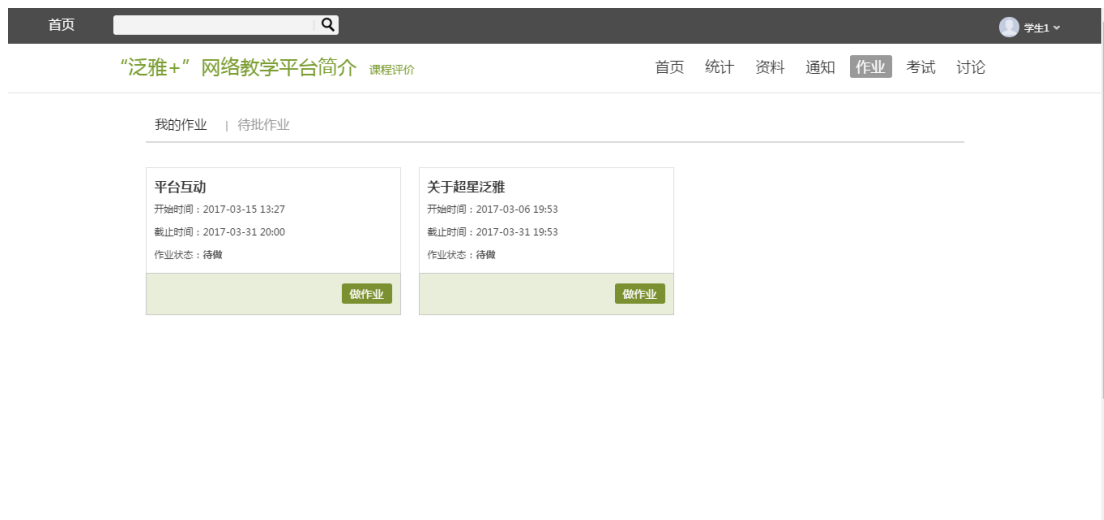 首页
学生1
“泛雅+”网络教学平台简介 课程评价
首页 统计 资料 通知 作业 考试 讨论
我的作业 | 待批作业
平台互动
开始时间：2017-03-15 13:27
截止时间：2017-03-31 20:00
作业状态：待做
做作业
关于超星泛雅
开始时间：2017-03-06 19:53
截止时间：2017-03-31 19:53
作业状态：待做
做作业